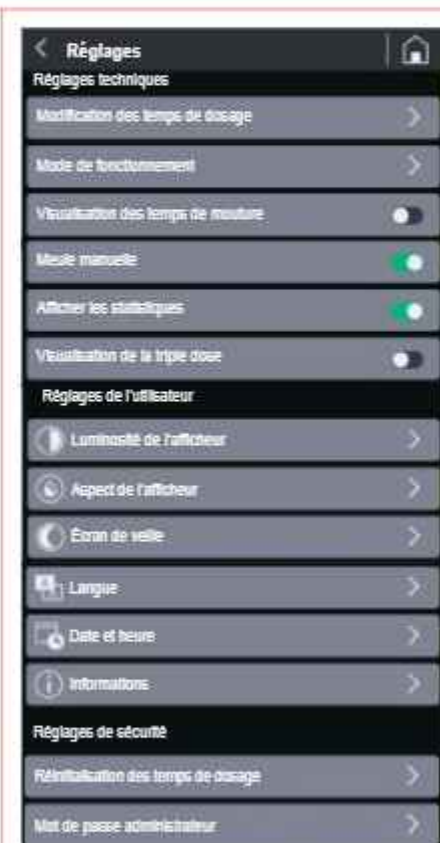 Réglages
Réglages techniques
Modification des temps de dosage
Mode de fonctionnement
Visualisation des temps de mouture
Meule manuelle
Afficher les statistiques
Visualisation de la triple dose
Réglages de l'utilisateur
Luminosité de l'afficheur
Aspect de l'afficheur
Écran de veille
Langue
Date et heure
Informations
Réglages de sécurité
Réinitialisation des temps de dosage
Mot de passe administrateur